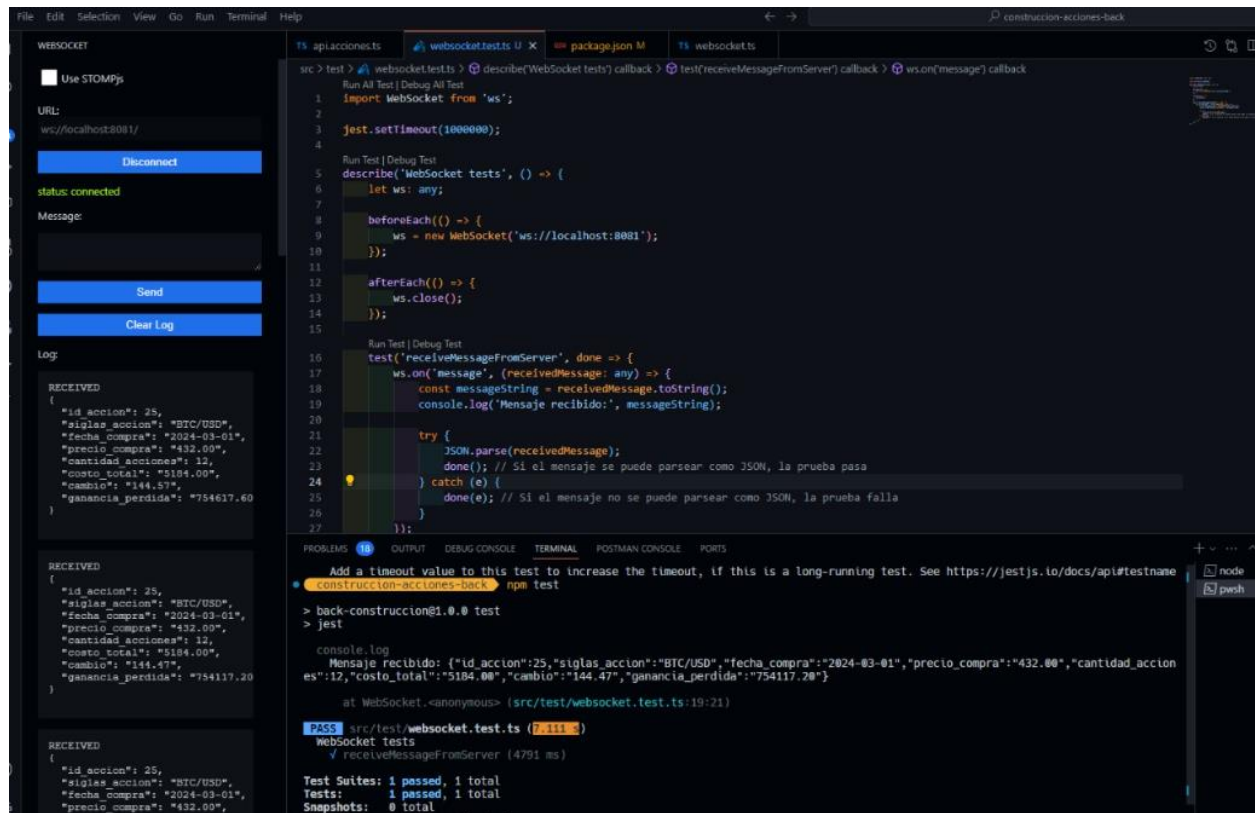 File Edit Selection View Go Run Terminal Help
construccion-acciones-back
WEBSOCKET
Use STOMPjs
URL:
ws://localhost:8081/
Disconnect
status: connected
Message:
Send
Clear Log
Log:
RECEIVED
{
"id_accion": 25,
"siglas_accion": "BTC/USD",
"fecha_compra": "2024-03-01",
"precio_compra": "432.00",
"cantidad_acciones": 12,
"costo_total": "5184.00",
"cambio": "144.57",
"ganancia_perdida": "754617.60
}
RECEIVED
{
"id_accion": 25,
"siglas_accion": "BTC/USD",
"fecha_compra": "2024-03-01",
"precio_compra": "432.00",
"cantidad_acciones": 12,
"costo_total": "5184.00",
"cambio": "144.47",
"ganancia_perdida": "754117.20
}
RECEIVED
{
"id_accion": 25,
"siglas_accion": "BTC/USD",
"fecha_compra": "2024-03-01",
"precio_compra": "432.00",
TS api.acciones.ts websocket.test.ts U X package.json M TS websocket.ts
src > test > websocket.test.ts > describe('WebSocket tests') callback > test('receiveMessageFromServer') callback > ws.on('message') callback
Run All Test | Debug All Test
1 import WebSocket from 'ws';
2
3 jest.setTimeout(1000000);
4
Run Test | Debug Test
5 describe('WebSocket tests', () => {
6 let ws: any;
7
8 beforeEach(() => {
9 ws = new WebSocket('ws://localhost:8081');
10 });
11
12 afterEach(() => {
13 ws.close();
14 });
15
Run Test | Debug Test
16 test('receiveMessageFromServer', done => {
17 ws.on('message', (receivedMessage: any) => {
18 const messageString = receivedMessage.toString();
19 console.log('Mensaje recibido:', messageString);
20
21 try {
22 JSON.parse(receivedMessage);
23 done(); // Si el mensaje se puede parsear como JSON, la prueba pasa
24 } catch (e) {
25 done(e); // Si el mensaje no se puede parsear como JSON, la prueba falla
26 }
27 });
PROBLEMS 18 OUTPUT DEBUG CONSOLE TERMINAL POSTMAN CONSOLE PORTS
Add a timeout value to this test to increase the timeout, if this is a long-running test. See https://jestjs.io/docs/api#testname
construccion-acciones-back npm test
> back-construccion@1.0.0 test
> jest
console.log
Mensaje recibido: {"id_accion":25,"siglas_accion":"BTC/USD","fecha_compra":"2024-03-01","precio_compra":"432.00","cantidad_accion
es":12,"costo_total":"5184.00","cambio":"144.47","ganancia_perdida":"754117.20"}
at WebSocket.<anonymous> (src/test/websocket.test.ts:19:21)
PASS src/test/websocket.test.ts (7.111 s)
WebSocket tests
√ receiveMessageFromServer (4791 ms)
Test Suites: 1 passed, 1 total
Tests: 1 passed, 1 total
Snapshots: 0 total
node
pwsh